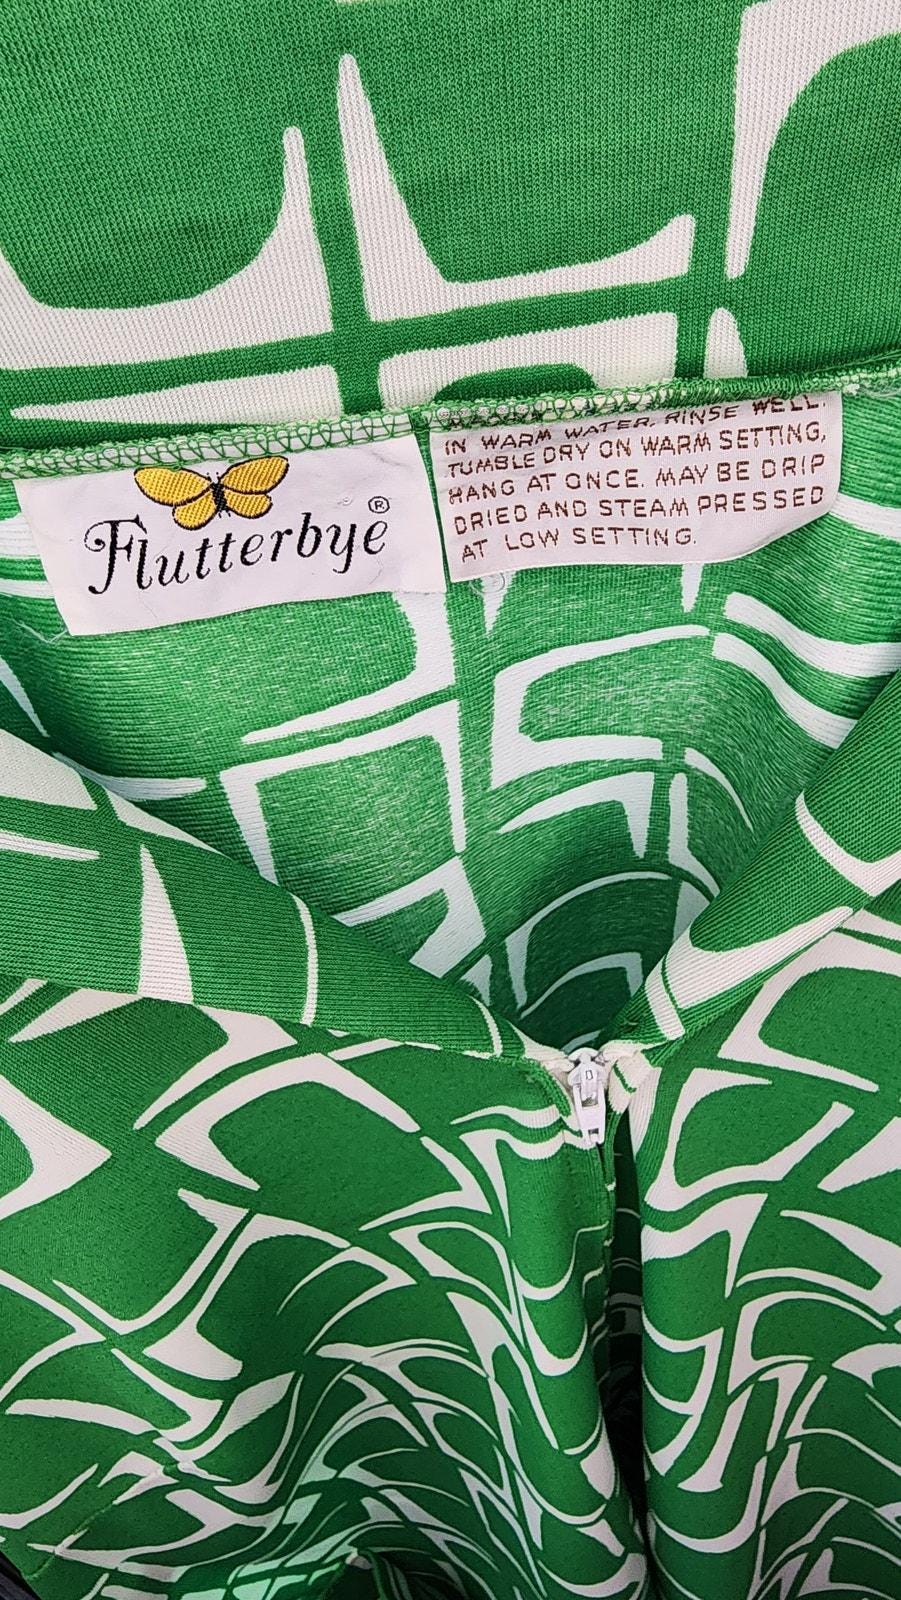 Flutterbye®
IN WARM WATER, RINSE WELL.
TUMBLE DRY ON WARM SETTING,
HANG AT ONCE. MAY BE DRIP
DRIED AND STEAM PRESSED
AT LOW SETTING.